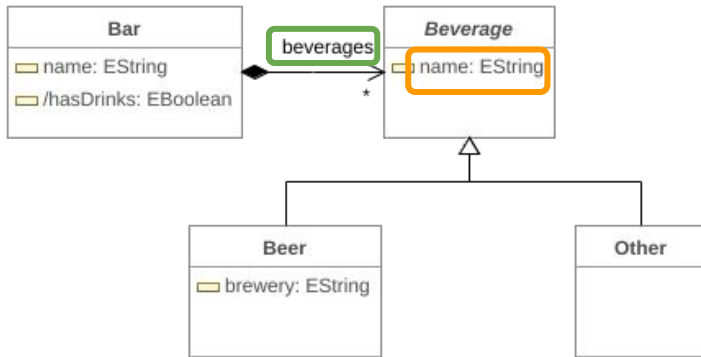 Bar
name: EString
/hasDrinks: EBoolean
beverages
*
Beverage
name: EString
Beer
brewery: EString
Other